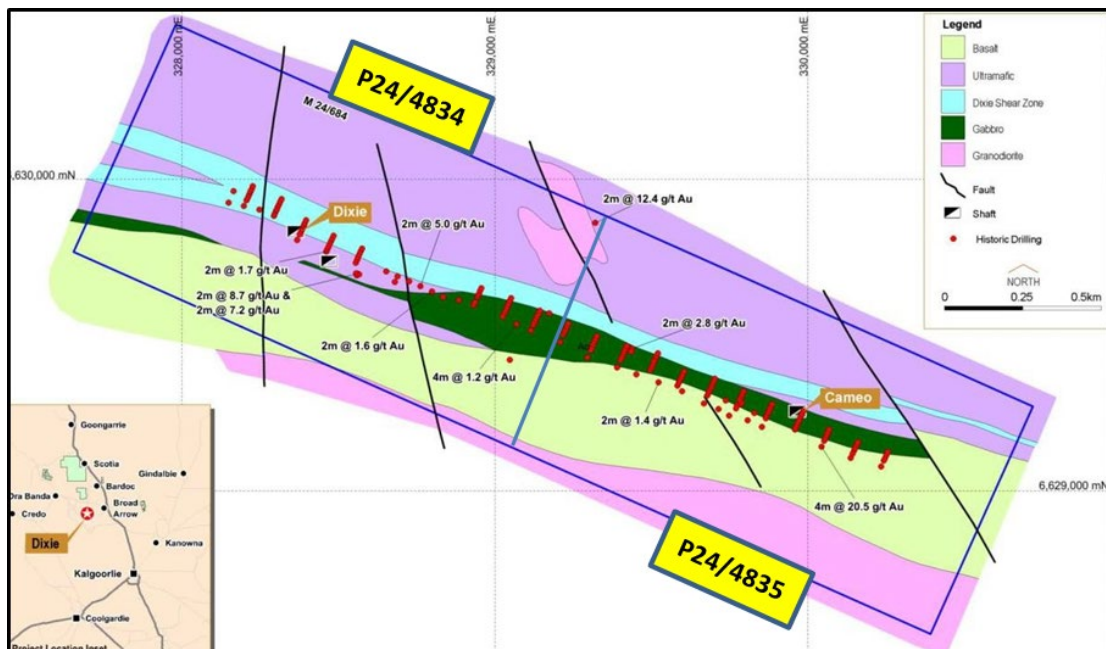 328,000 mE
329,000 mE
330,000 mE
P24/4834
M 24/684
,630,000 mN
Dixie
2m @ 12.4 g/t Au
2m @ 5.0 g/t Au
2m @ 1.7 g/t Au
2m @ 8.7 g/t Au &
2m @ 7.2 g/t Au
2m @ 1.6 g/t Au
2m @ 2.8 g/t Au
4m @ 1.2 g/t Au
Cameo
2m @ 1.4 g/t Au
6,629,000 mN
4m @ 20.5 g/t Au
P24/4835
Legend
Basalt
Ultramafic
Dixie Shear Zone
Gabbro
Granodiorite
Fault
Shaft
Historic Drilling
NORTH
0 0.25 0.5km
Goongarrie
Scotia
Gindalbie
Bardoc
Ora Banda
Broad
Arrow
Credo
Dixie
Kanowna
Kalgoorlie
Coolgardie
Project Location Inset